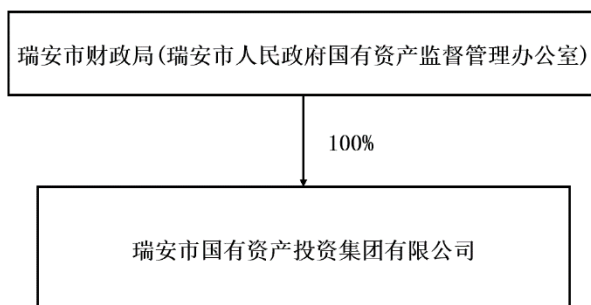 瑞安市财政局(瑞安市人民政府国有资产监督管理办公室)
100%
瑞安市国有资产投资集团有限公司